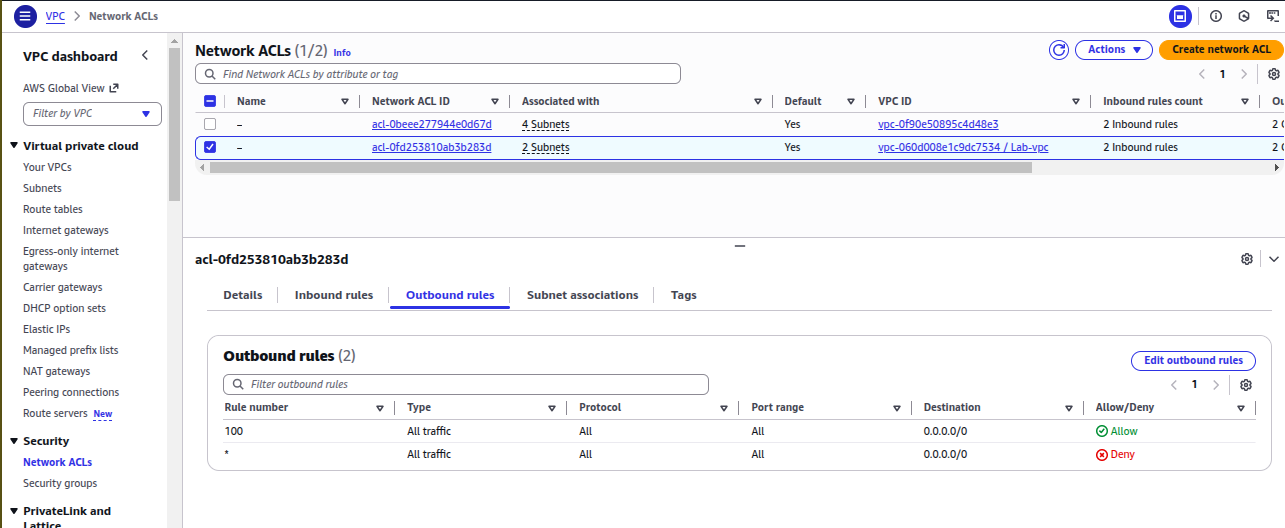 VPC > Network ACLs
VPC dashboard
AWS Global View
Filter by VPC
Virtual private cloud
Your VPCs
Subnets
Route tables
Internet gateways
Egress-only internet
gateways
Carrier gateways
DHCP option sets
Elastic IPs
Managed prefix lists
NAT gateways
Peering connections
Route servers New
Security
Network ACLs
Security groups
PrivateLink and
Lattice
Network ACLs (1/2) Info
Actions
Create network ACL
Find Network ACLs by attribute or tag
1
Name Network ACL ID Associated with Default VPC ID Inbound rules count Ou
– acl-0beee277944e0d67d 4 Subnets Yes vpc-0f90e50895c4d48e3 2 Inbound rules 2 O
– acl-0fd253810ab3b283d 2 Subnets Yes vpc-060d008e1c9dc7534 / Lab-vpc 2 Inbound rules 2 O
acl-0fd253810ab3b283d
Details Inbound rules Outbound rules Subnet associations Tags
Outbound rules (2)
Edit outbound rules
Filter outbound rules
1
Rule number Type Protocol Port range Destination Allow/Deny
100 All traffic All All 0.0.0.0/0 Allow
* All traffic All All 0.0.0.0/0 Deny